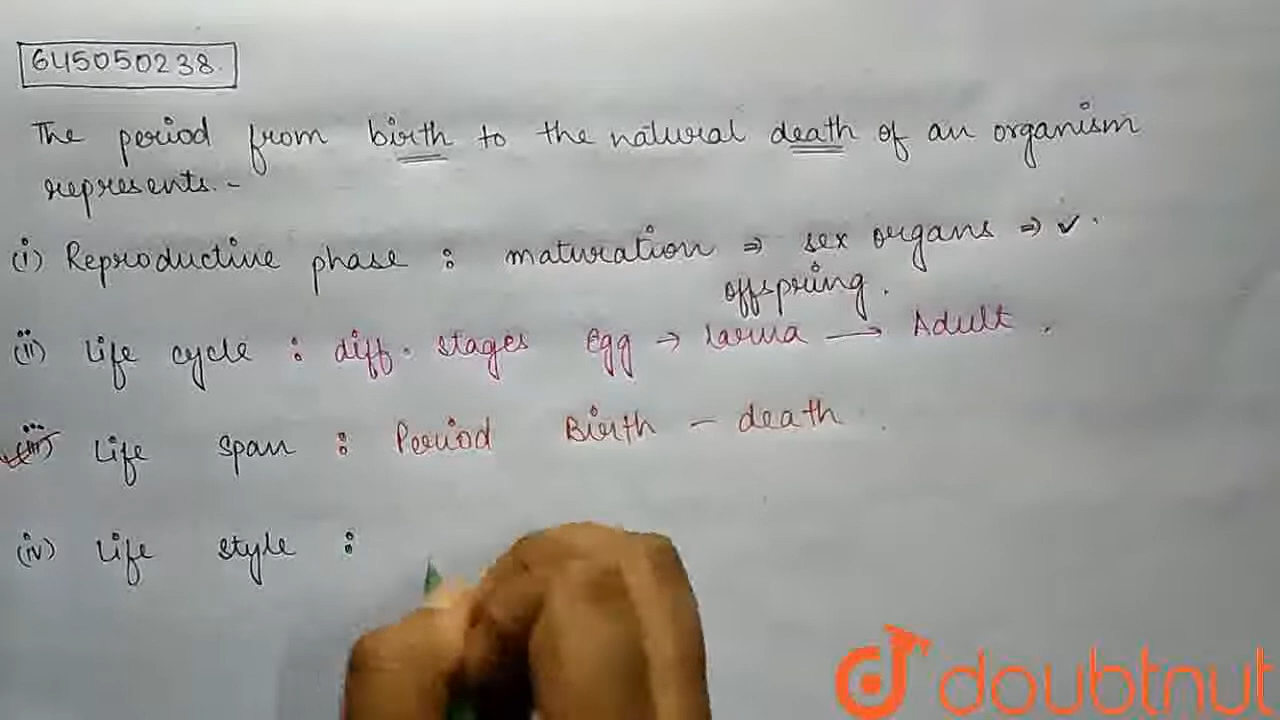 645050238.
The period from birth to the natural death of an organism
represents.-
(i) Reproductive phase : maturation ⇒ sex organs ⇒ ✓.
offspring.
(ii) Life cycle : diff. stages Egg → Larva → Adult.
(iii) Life span : Period Birth - death.
(iv) Life style :
doubtnut